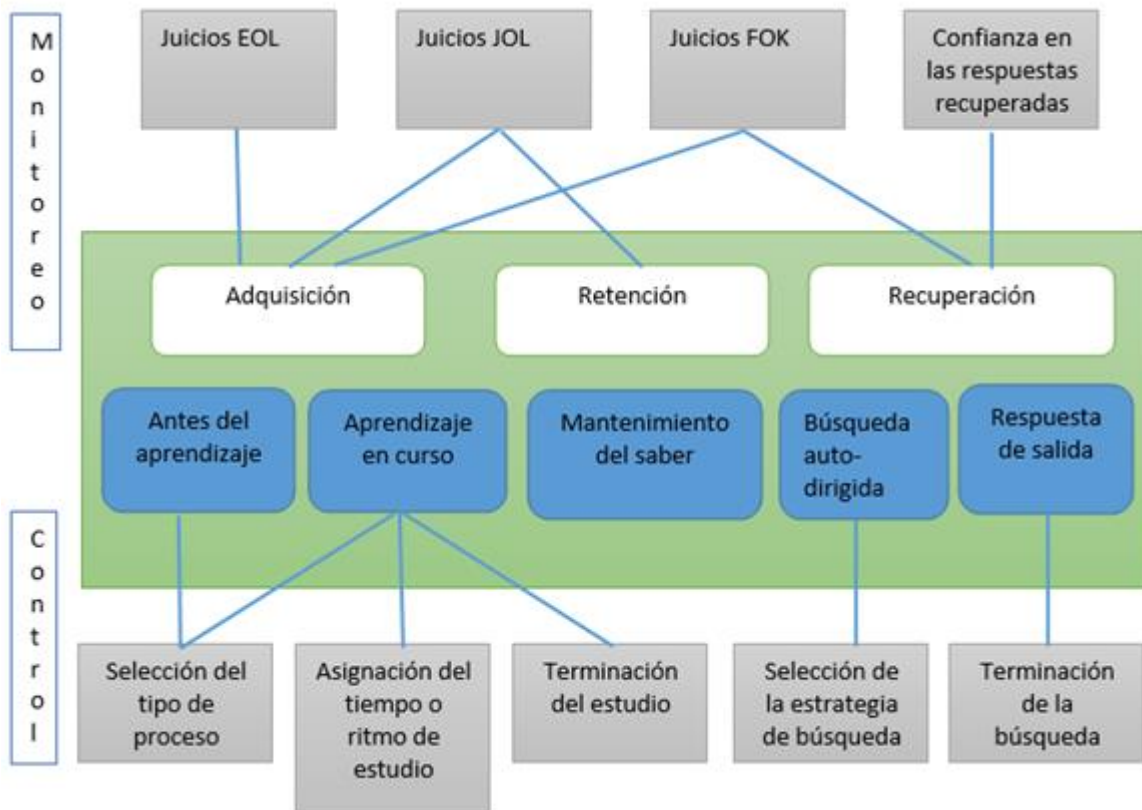 Monitoreo
Juicios EOL
Juicios JOL
Juicios FOK
Confianza en
las respuestas
recuperadas
Adquisición
Retención
Recuperación
Antes del
aprendizaje
Aprendizaje
en curso
Mantenimiento
del saber
Búsqueda
auto-
dirigida
Respuesta
de salida
Control
Selección del
tipo de
proceso
Asignación del
tiempo o
ritmo de
estudio
Terminación
del estudio
Selección de
la estrategia
de búsqueda
Terminación
de la
búsqueda